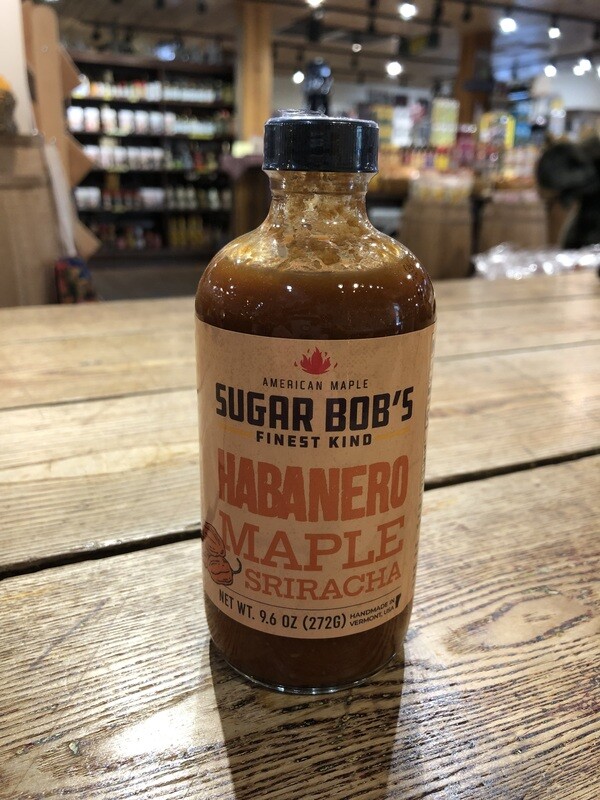 AMERICAN MAPLE
SUGAR BOB'S
FINEST KIND
HABANERO
MAPLE
SRIRACHA
NET WT. 9.6 OZ (272G)
HANDMADE IN
VERMONT, USA